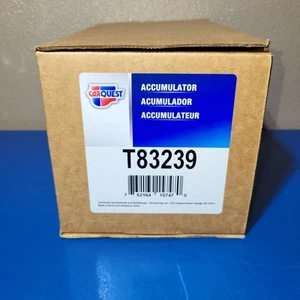 CARQUEST
ACCUMULATOR
ACUMULADOR
ACCUMULATEUR
T83239